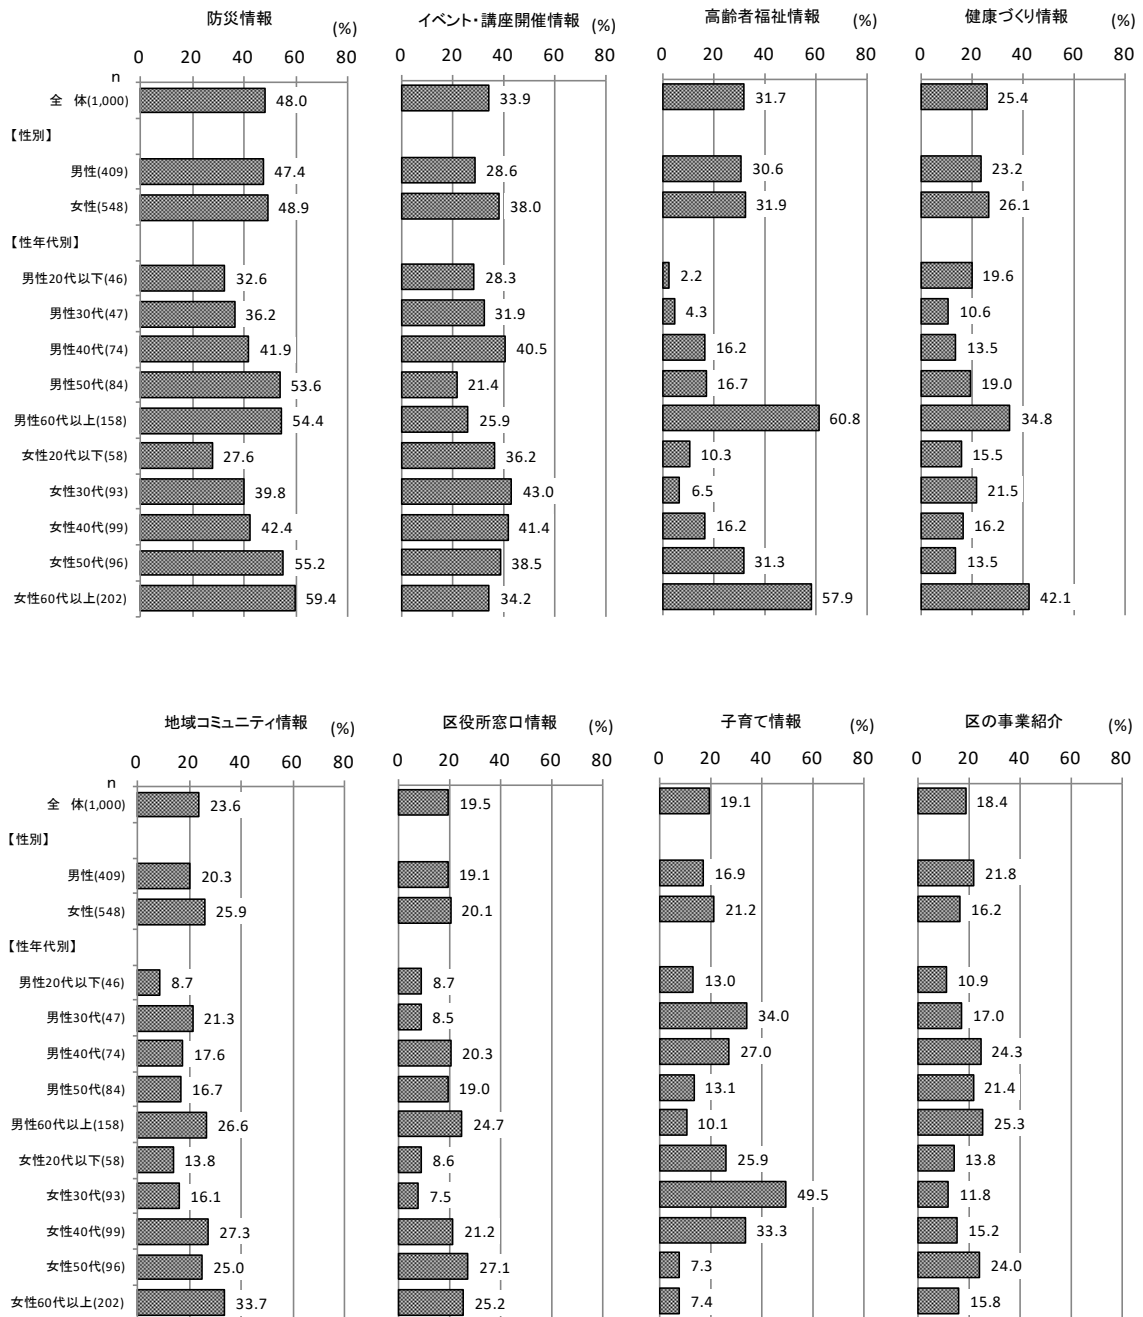 防災情報 (%) イベント・講座開催情報 (%) 高齢者福祉情報 (%) 健康づくり情報 (%)
0 20 40 60 80 0 20 40 60 80 0 20 40 60 80 0 20 40 60 80
n
全 体(1,000) 48.0 33.9 31.7 25.4
【性別】
男性(409) 47.4 28.6 30.6 23.2
女性(548) 48.9 38.0 31.9 26.1
【性年代別】
男性20代以下(46) 32.6 28.3 2.2 19.6
男性30代(47) 36.2 31.9 4.3 10.6
男性40代(74) 41.9 40.5 16.2 13.5
男性50代(84) 53.6 21.4 16.7 19.0
男性60代以上(158) 54.4 25.9 60.8 34.8
女性20代以下(58) 27.6 36.2 10.3 15.5
女性30代(93) 39.8 43.0 6.5 21.5
女性40代(99) 42.4 41.4 16.2 16.2
女性50代(96) 55.2 38.5 31.3 13.5
女性60代以上(202) 59.4 34.2 57.9 42.1
地域コミュニティ情報 (%) 区役所窓口情報 (%) 子育て情報 (%) 区の事業紹介 (%)
0 20 40 60 80 0 20 40 60 80 0 20 40 60 80 0 20 40 60 80
n
全 体(1,000) 23.6 19.5 19.1 18.4
【性別】
男性(409) 20.3 19.1 16.9 21.8
女性(548) 25.9 20.1 21.2 16.2
【性年代別】
男性20代以下(46) 8.7 8.7 13.0 10.9
男性30代(47) 21.3 8.5 34.0 17.0
男性40代(74) 17.6 20.3 27.0 24.3
男性50代(84) 16.7 19.0 13.1 21.4
男性60代以上(158) 26.6 24.7 10.1 25.3
女性20代以下(58) 13.8 8.6 25.9 13.8
女性30代(93) 16.1 7.5 49.5 11.8
女性40代(99) 27.3 21.2 33.3 15.2
女性50代(96) 25.0 27.1 7.3 24.0
女性60代以上(202) 33.7 25.2 7.4 15.8